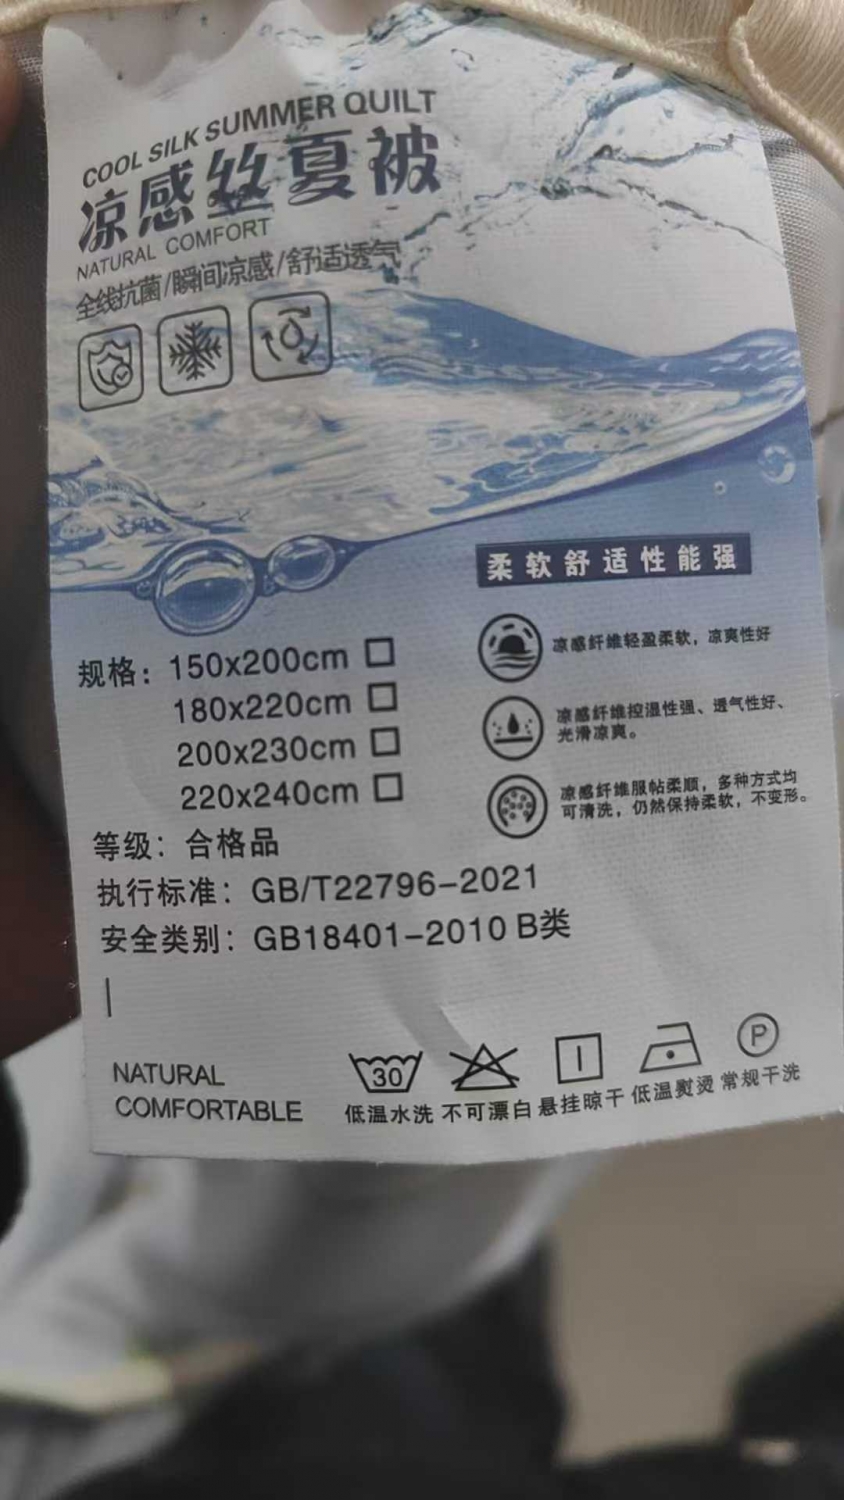 COOL SILK SUMMER QUILT
凉感丝夏被
NATURAL COMFORT
全线抗菌/瞬间凉感/舒适透气
柔软舒适性能强
凉感纤维轻盈柔软，凉爽性好
凉感纤维控湿性强、透气性好、
光滑凉爽。
凉感纤维服帖柔顺，多种方式均
可清洗，仍然保持柔软，不变形。
规格：150x200cm
180x220cm
200x230cm
220x240cm
等级：合格品
执行标准：GB/T22796-2021
安全类别：GB18401-2010 B类
NATURAL
COMFORTABLE
30
P
低温水洗 不可漂白 悬挂晾干 低温熨烫 常规干洗